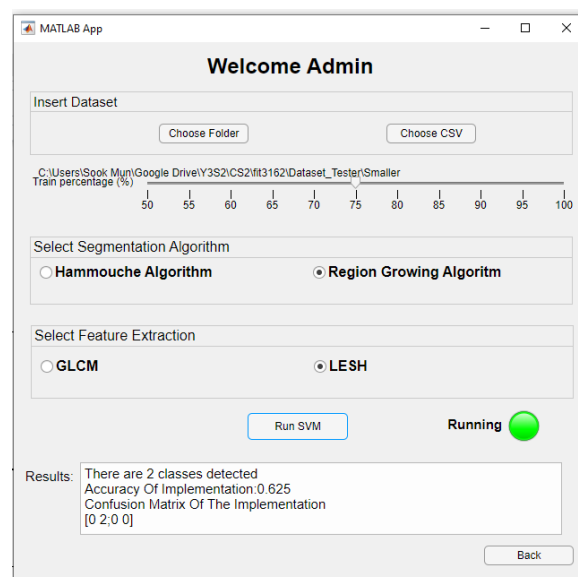 MATLAB App
Welcome Admin
Insert Dataset
Choose Folder
Choose CSV
C:\Users\Sook Mun\Google Drive\Y3S2\CS2\fit3162\Dataset_Tester\Smaller
Train percentage (%)
50 55 60 65 70 75 80 85 90 95 100
Select Segmentation Algorithm
Hammouche Algorithm
Region Growing Algoritm
Select Feature Extraction
GLCM
LESH
Run SVM
Running
Results:
There are 2 classes detected
Accuracy Of Implementation:0.625
Confusion Matrix Of The Implementation
[0 2;0 0]
Back